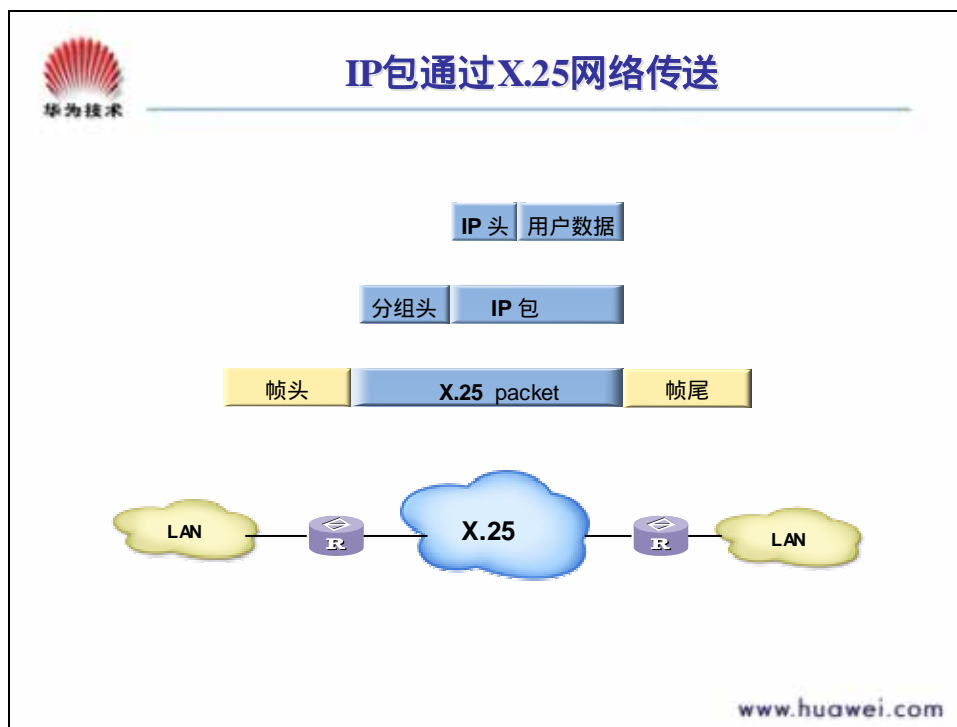 华为技术
IP包通过X.25网络传送
IP 头 用户数据
分组头 IP 包
帧头 X.25 packet 帧尾
LAN R X.25 R LAN
www.huawei.com